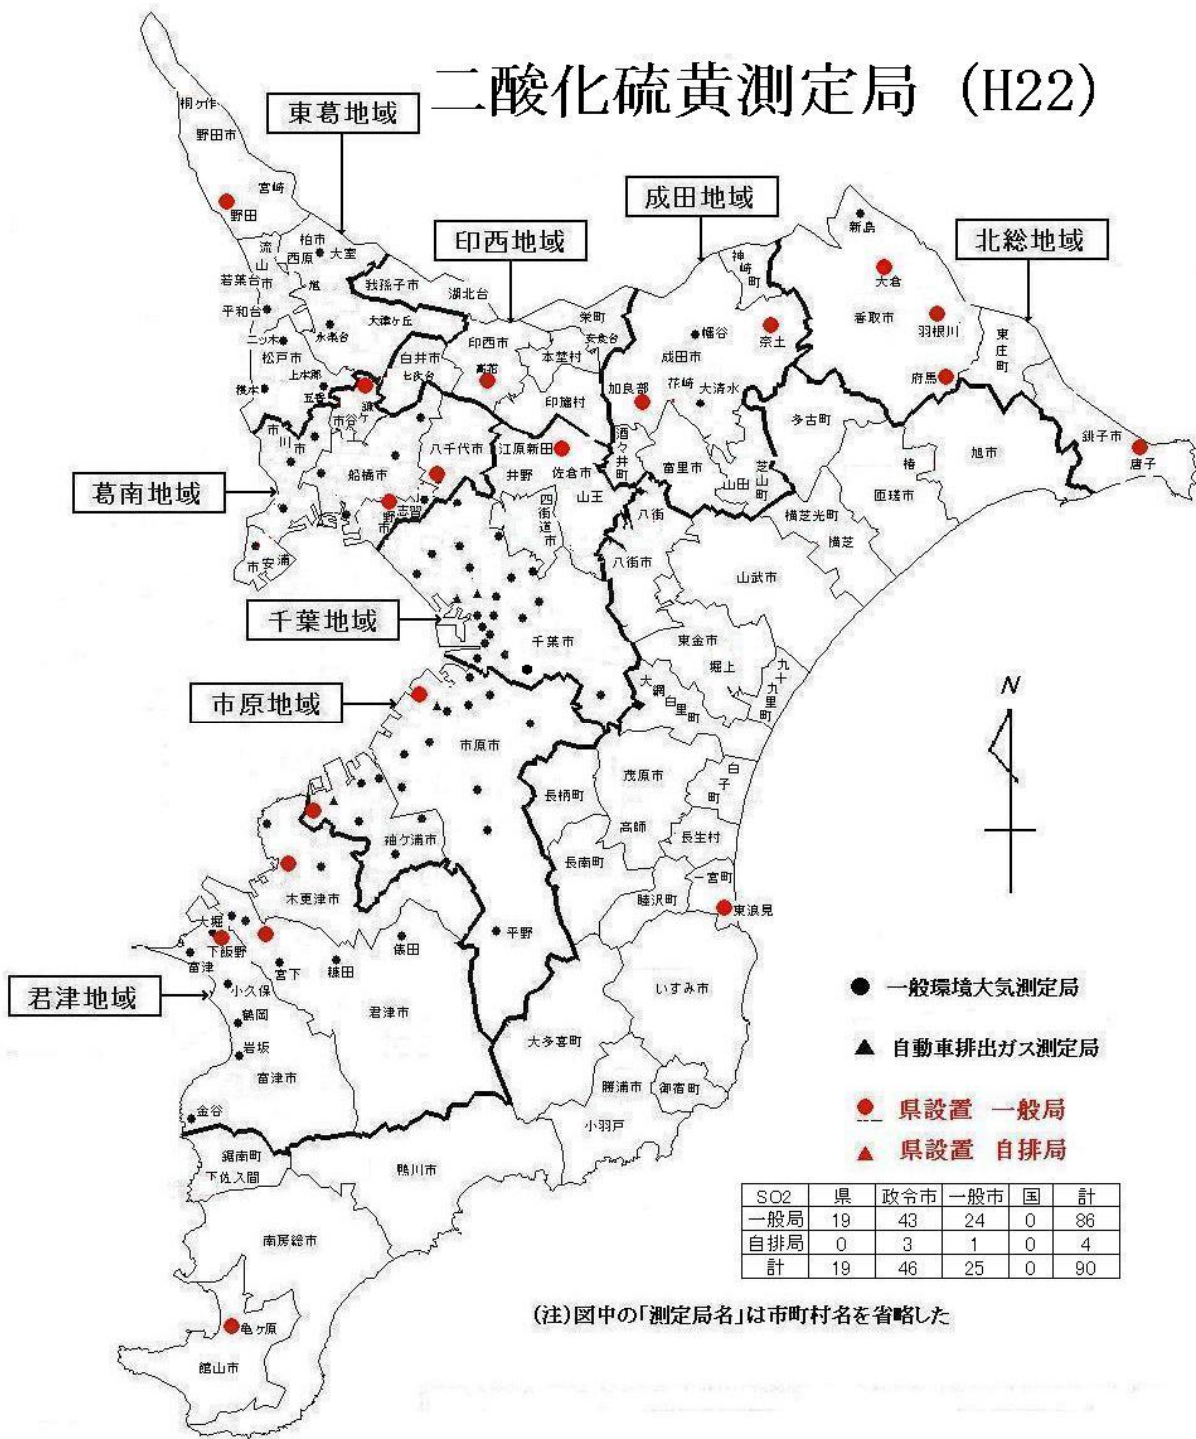 二酸化硫黄測定局 (H22)
桐ヶ作
野田市
東葛地域
宮崎
野田
成田地域
印西地域
北総地域
新島
流山市
柏市
西原
大室
神崎町
若葉台
旭
我孫子市
湖北台
大倉
平和台
大津ヶ丘
栄町
香取市
羽根川
二ッ木
永楽台
印西市
安食台
幡谷
奈土
東庄町
松戸市
白井市
本埜村
成田市
上本郷
七次台
高花
府馬
根本
五香
印旛村
加良部
花崎
大清水
多古町
市川市
八千代市
江原新田
酒々井町
銚子市
葛南地域
船橋市
井野
佐倉市
富里市
芝山町
椿
旭市
唐子
山田
匝瑳市
四街道市
山王
八街
横芝光町
横芝
八街市
山武市
千葉地域
千葉市
東金市
堀上
大網白里町
九十九里町
N
市原地域
市原市
茂原市
白子町
長柄町
高師
長生村
袖ケ浦市
長南町
一宮町
木更津市
睦沢町
東浪見
大堀
下飯野
俵田
平野
富津
宮下
糠田
君津地域
小久保
君津市
いすみ市
● 一般環境大気測定局
鶴岡
大多喜町
岩坂
▲ 自動車排出ガス測定局
富津市
勝浦市
御宿町
金谷
● 県設置 一般局
小羽戸
鋸南町
▲ 県設置 自排局
下佐久間
鴨川市
SO2 県 政令市 一般市 国 計
一般局 19 43 24 0 86
自排局 0 3 1 0 4
計 19 46 25 0 90
南房総市
(注)図中の「測定局名」は市町村名を省略した
亀ヶ原
館山市